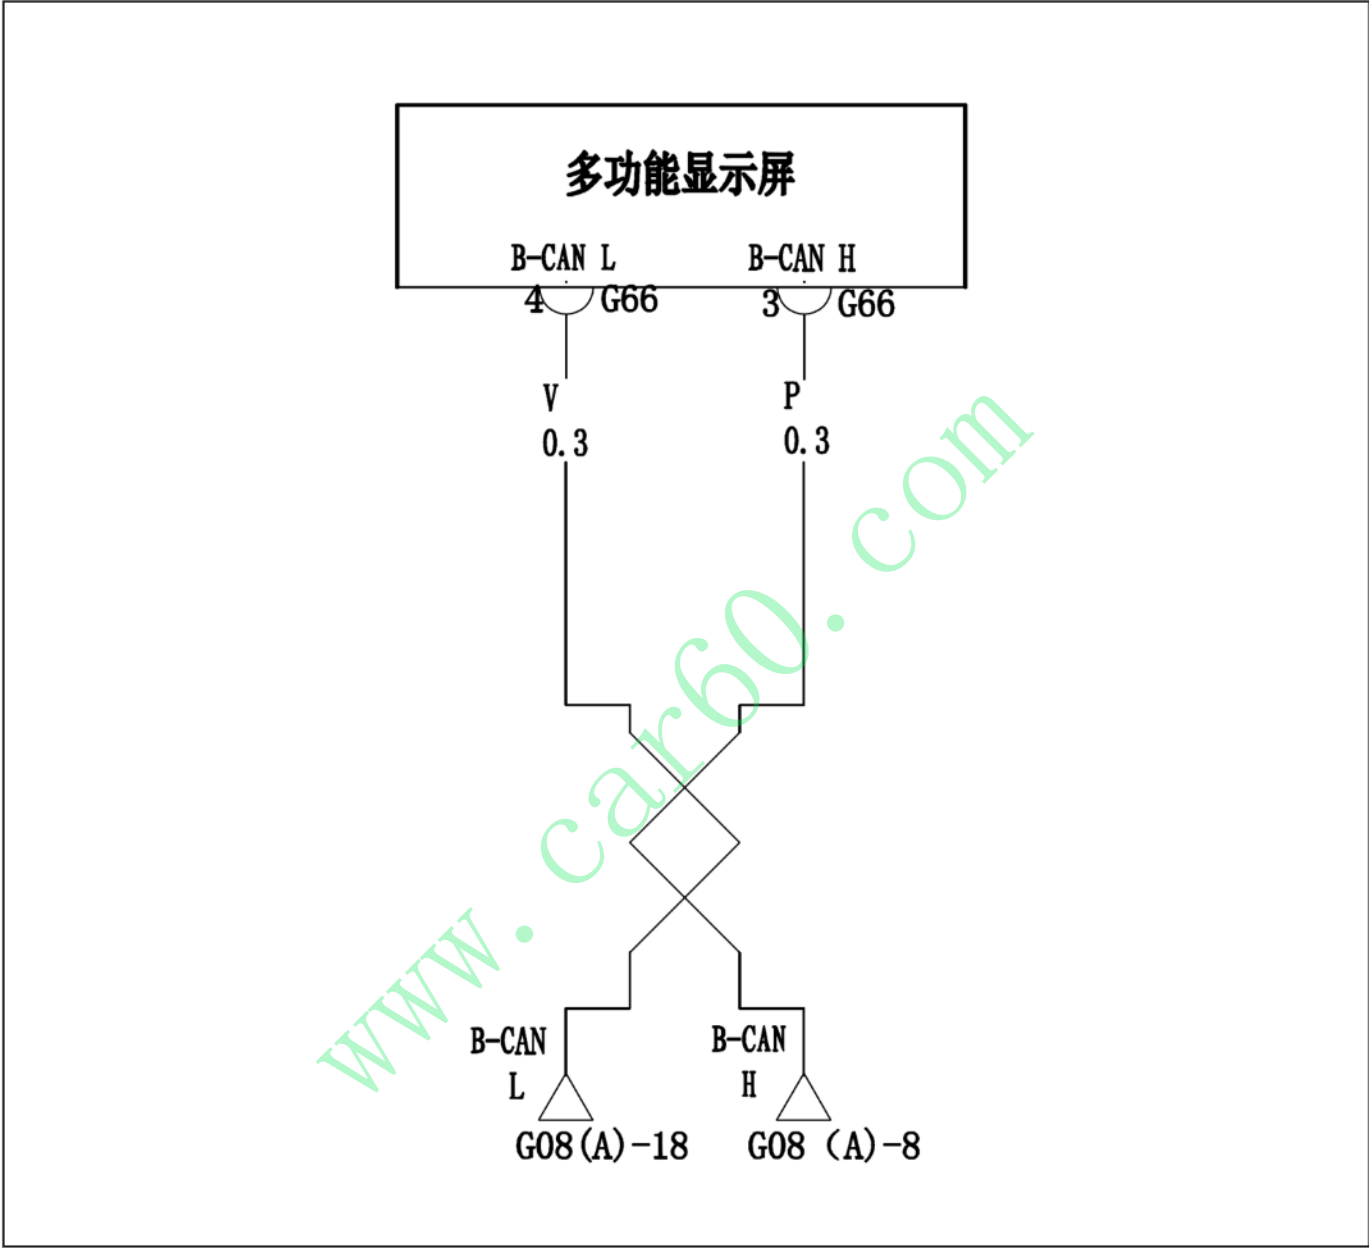 多功能显示屏
B-CAN L
B-CAN H
4
G66
3
G66
V
0.3
P
0.3
www.car60.com
B-CAN
L
B-CAN
H
G08(A)-18
G08 (A)-8